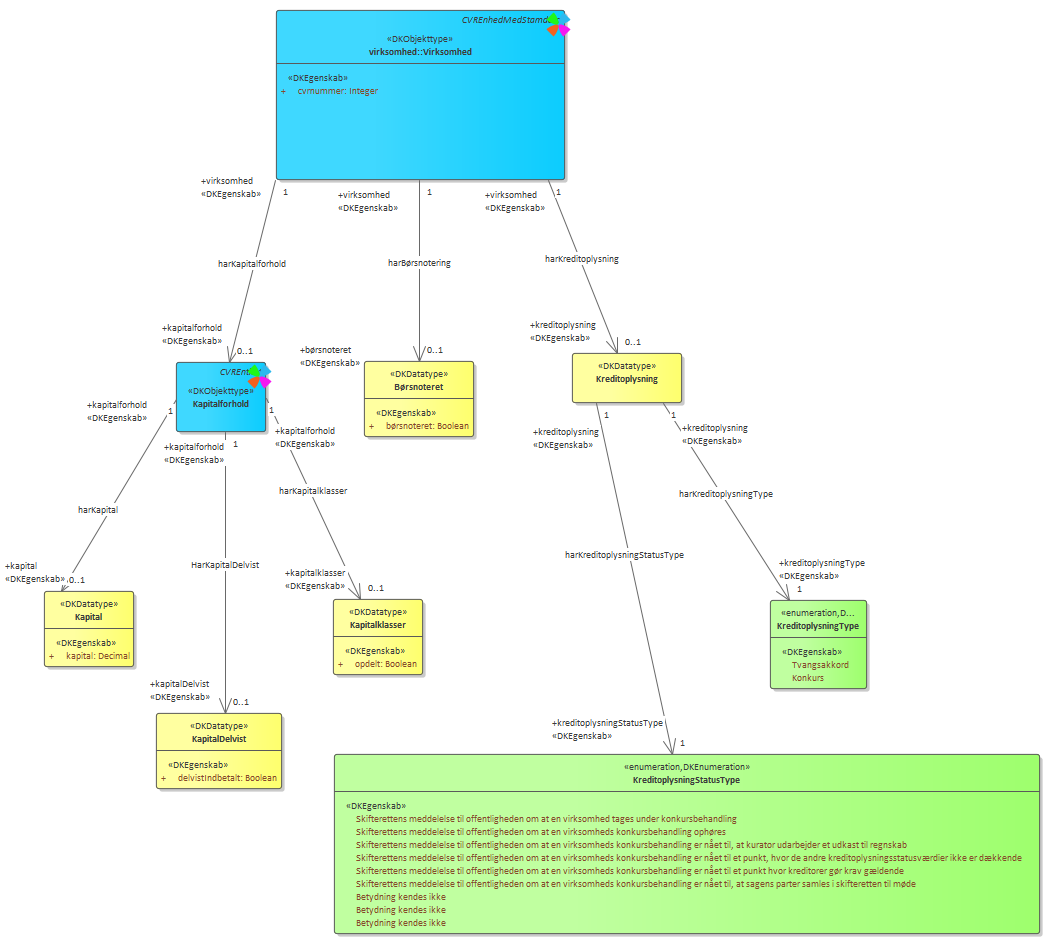 CVREnhedMedStamda
«DKObjekttype»
virksomhed::Virksomhed
«DKEgenskab»
+ cvrnummer: Integer
+virksomhed
«DKEgenskab»
1
+virksomhed
«DKEgenskab»
1
+virksomhed
«DKEgenskab»
1
harKapitalforhold
harBørsnotering
harKreditoplysning
+kapitalforhold
«DKEgenskab»
0..1
+børsnoteret
«DKEgenskab»
0..1
+kreditoplysning
«DKEgenskab»
0..1
CVREn
«DKObjekttype»
Kapitalforhold
«DKDatatype»
Børsnoteret
«DKEgenskab»
+ børsnoteret: Boolean
«DKDatatype»
Kreditoplysning
+kapitalforhold
«DKEgenskab»
1
+kapitalforhold
«DKEgenskab»
1
+kapitalforhold
«DKEgenskab»
1
+kreditoplysning
«DKEgenskab»
1
+kreditoplysning
«DKEgenskab»
1
harKapital
HarKapitalDelvist
harKapitalklasser
harKreditoplysningStatusType
harKreditoplysningType
+kapital
«DKEgenskab»
0..1
+kapitalklasser
«DKEgenskab»
0..1
+kreditoplysningType
«DKEgenskab»
1
«DKDatatype»
Kapital
«DKEgenskab»
+ kapital: Decimal
«DKDatatype»
Kapitalklasser
«DKEgenskab»
+ opdelt: Boolean
«enumeration,D...
KreditoplysningType
«DKEgenskab»
Tvangsakkord
Konkurs
+kapitalDelvist
«DKEgenskab»
0..1
«DKDatatype»
KapitalDelvist
«DKEgenskab»
+ delvistIndbetalt: Boolean
+kreditoplysningStatusType
«DKEgenskab»
1
«enumeration,DKEnumeration»
KreditoplysningStatusType
«DKEgenskab»
Skifterettens meddelelse til offentligheden om at en virksomhed tages under konkursbehandling
Skifterettens meddelelse til offentligheden om at en virksomheds konkursbehandling ophøres
Skifterettens meddelelse til offentligheden om at en virksomheds konkursbehandling er nået til, at kurator udarbejder et udkast til regnskab
Skifterettens meddelelse til offentligheden om at en virksomheds konkursbehandling er nået til et punkt, hvor de andre kreditoplysningsstatusværdier ikke er dækkende
Skifterettens meddelelse til offentligheden om at en virksomheds konkursbehandling er nået til et punkt hvor kreditorer gør krav gældende
Skifterettens meddelelse til offentligheden om at en virksomheds konkursbehandling er nået til, at sagens parter samles i skifteretten til møde
Betydning kendes ikke
Betydning kendes ikke
Betydning kendes ikke